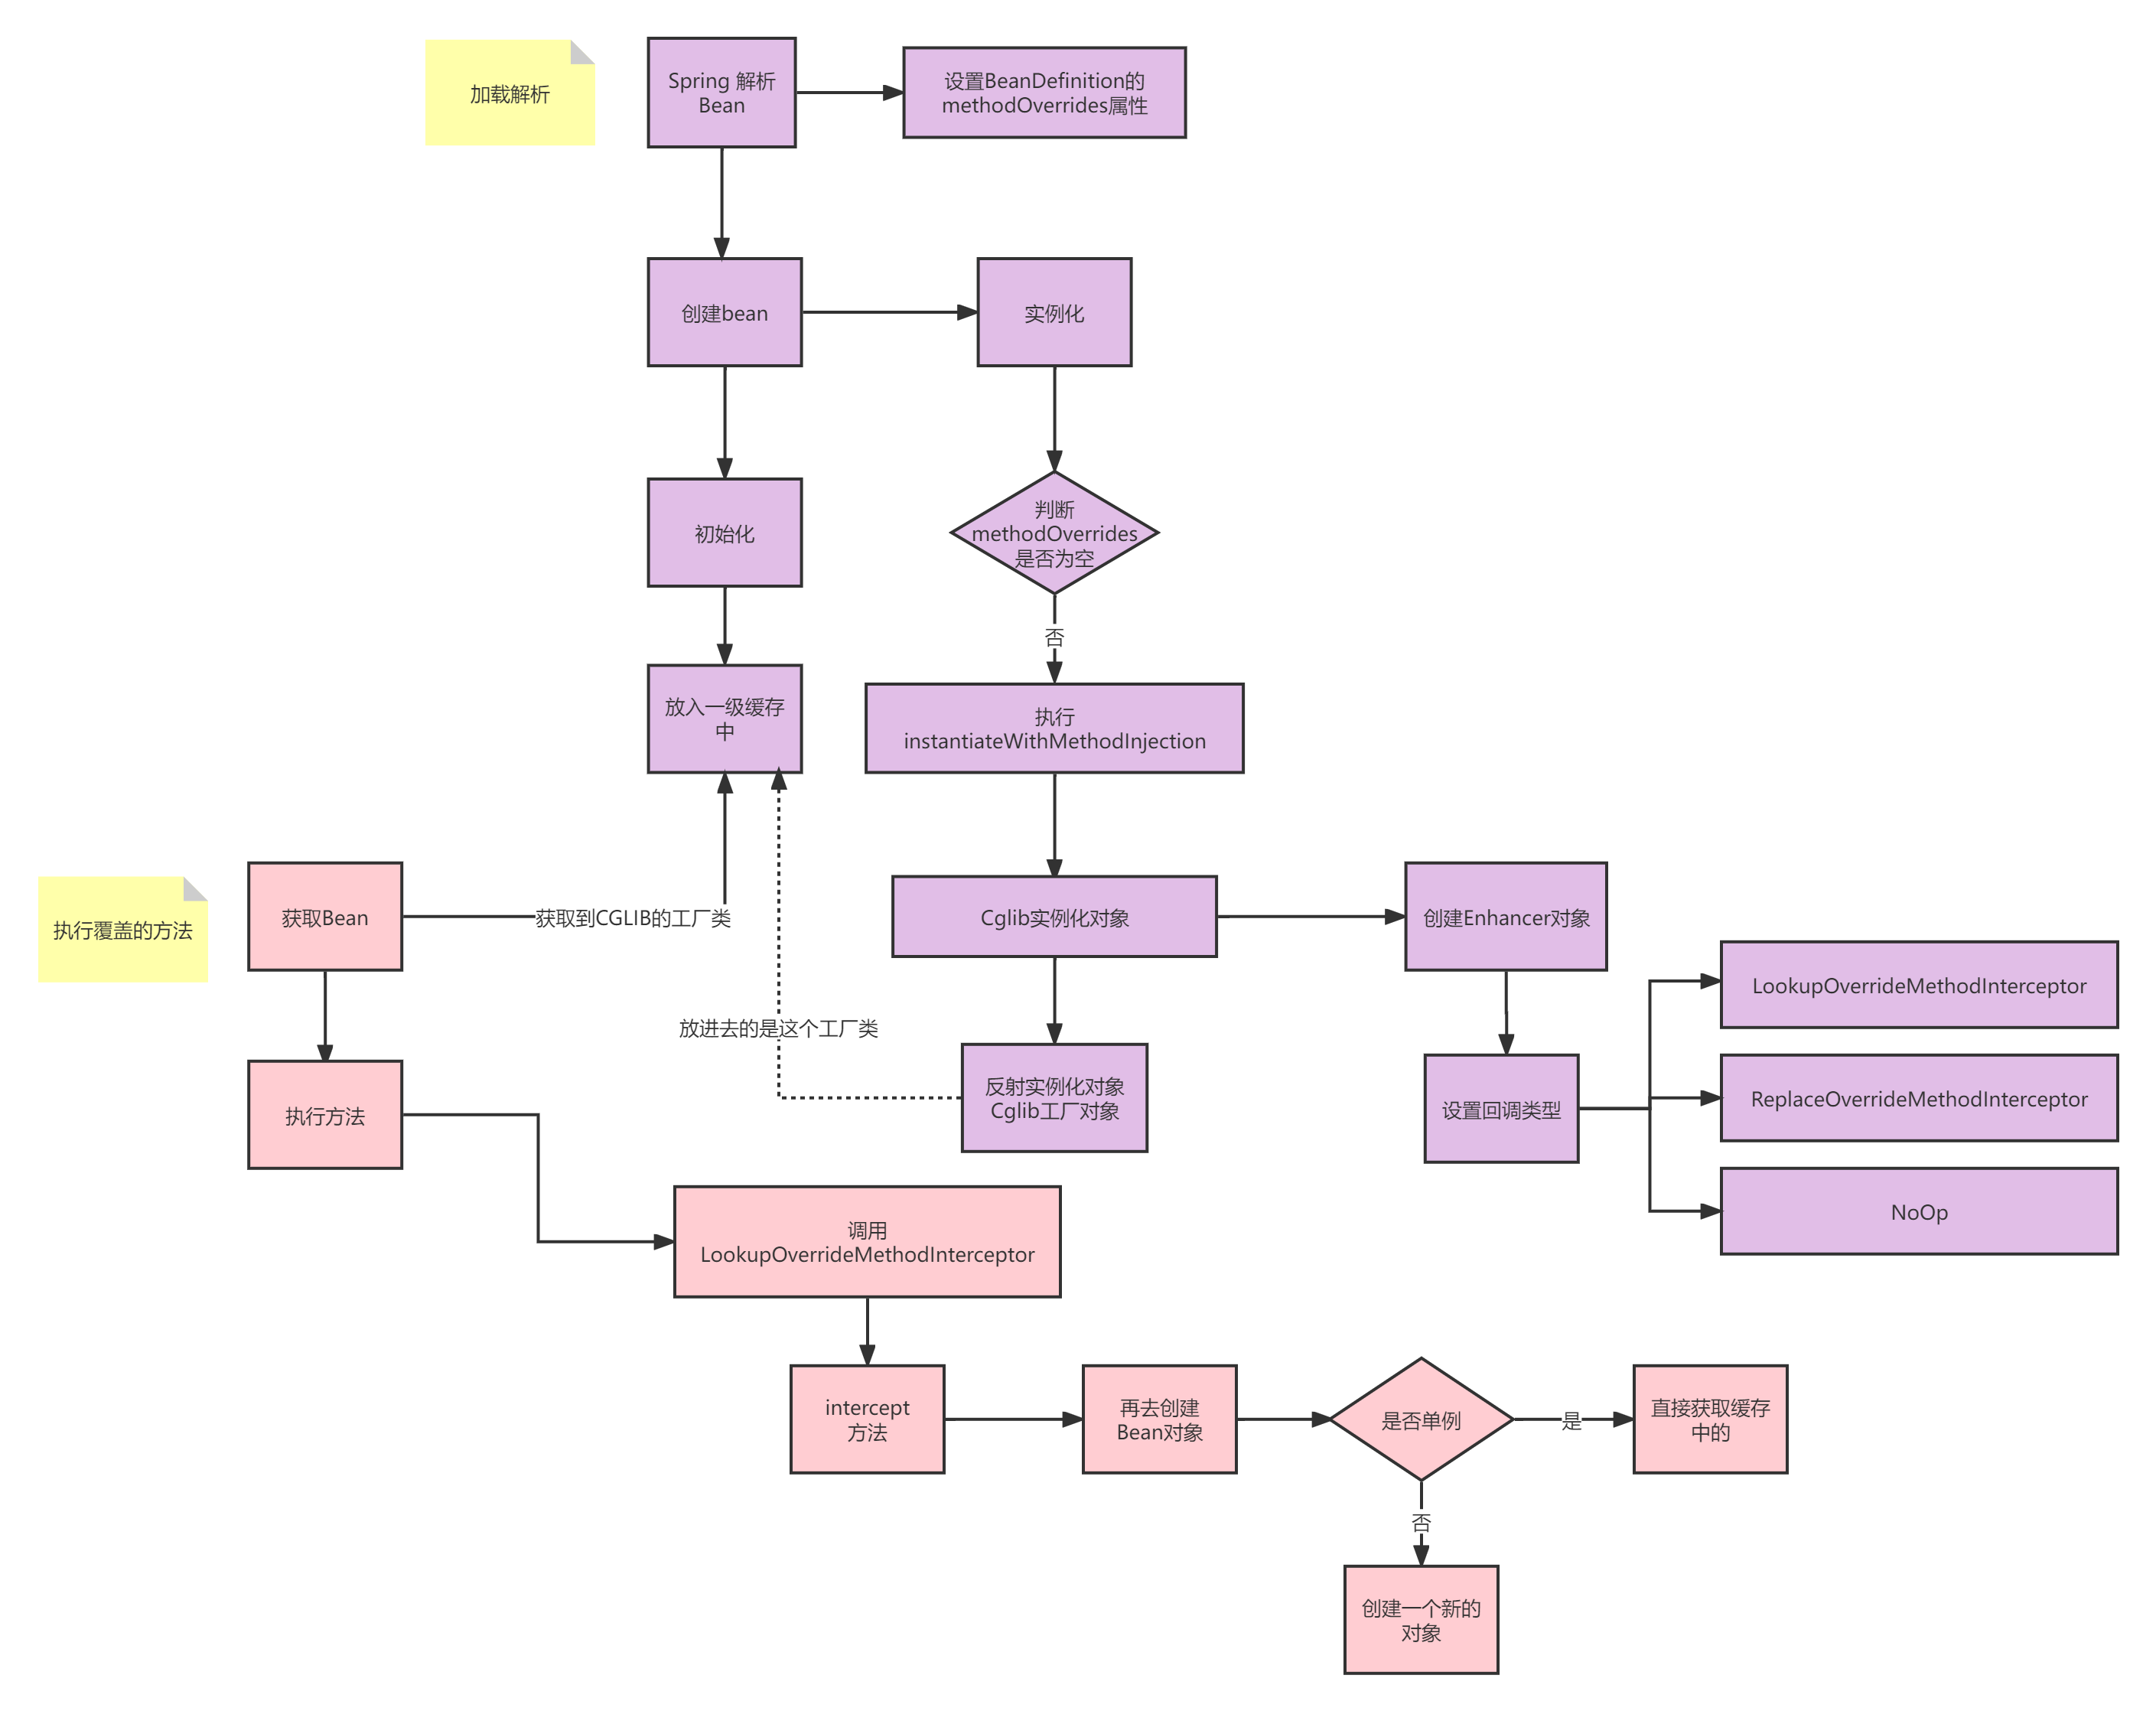 加载解析
Spring 解析
Bean
设置BeanDefinition的
methodOverrides属性
创建bean
实例化
初始化
判断
methodOverrides
是否为空
否
放入一级缓存
中
执行
instantiateWithMethodInjection
执行覆盖的方法
获取Bean
获取到CGLIB的工厂类
Cglib实例化对象
创建Enhancer对象
LookupOverrideMethodInterceptor
放进去的是这个工厂类
反射实例化对象
Cglib工厂对象
执行方法
设置回调类型
ReplaceOverrideMethodInterceptor
NoOp
调用
LookupOverrideMethodInterceptor
intercept
方法
再去创建
Bean对象
是否单例
是
直接获取缓存
中的
否
创建一个新的
对象